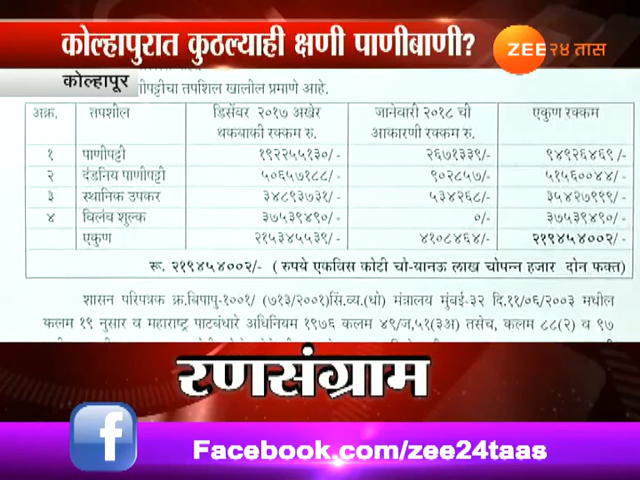 कोल्हापुरात कुठल्याही क्षणी पाणीबाणी?
ZEE २४ तास
कोल्हापूर
णीपट्टीचा तपशिल खालील प्रमाणे आहे.
अक्र. तपशील डिसेंबर २०१७ अखेर थकबाकी रक्कम रु. जानेवारी २०१८ ची आकारणी रक्कम रु. एकुण रक्कम
१ पाणीपट्टी १९२२५५१३०/- २६७१३३९/- ९४९२६४६९/-
२ दंडनिय पाणीपट्टी ५०६५७१८८/- ९०२८५७/- ५१५६००४४/-
३ स्थानिक उपकर ३४८९३७३१/- ५३४२६८/- ३५४२७९९९/-
४ विलंब शुल्क ३७५३९४९०/- ०/- ३७५३९४९०/-
एकुण २१५३४५५३९/- ४१०८४६४/- २१९४५४००२/-
रू. २१९४५४००२/- ( रुपये एकविस कोटी चौ-यानऊ लाख चोपन्न हजार दोन फक्त)
शासन परिपत्रक क्र.बिपापु-१००१/ (७१३/२००१)सिं.व्य.(धो) मंत्रालय मुंबई-३२ दि.११/०६/२००३ मधील
कलम १९ नुसार व महाराष्ट्र पाटबंधारे अधिनियम १९७६ कलम ४९/ज,५१(३अ) तसेच, कलम ८८(२) व ९७
रणसंग्राम
Facebook.com/zee24taas